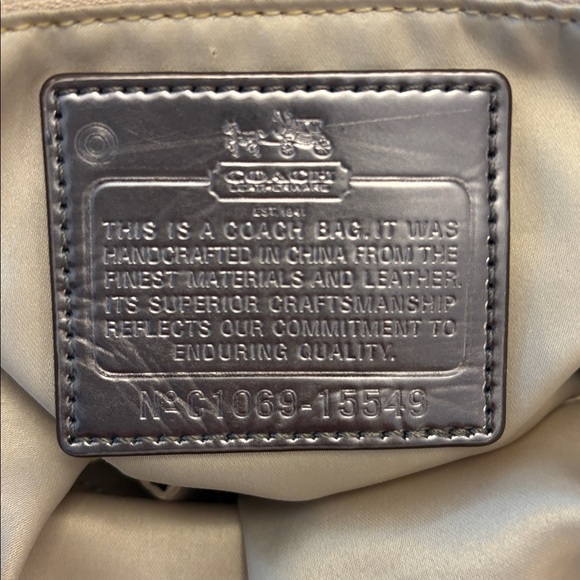 COACH
LEATHERWARE
EST. 1941
THIS IS A COACH BAG. IT WAS
HANDCRAFTED IN CHINA FROM THE
FINEST MATERIALS AND LEATHER.
ITS SUPERIOR CRAFTSMANSHIP
REFLECTS OUR COMMITMENT TO
ENDURING QUALITY.
Nº C1069-15549